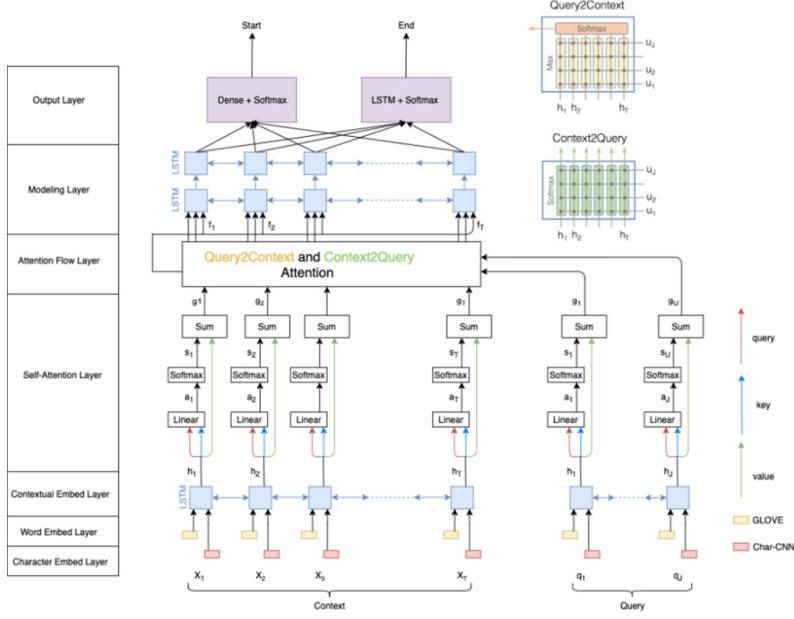 Query2Context
Start
End
Softmax
Max
u_J
u_2
u_1
h_1 h_2 h_T
Output Layer
Dense + Softmax
LSTM + Softmax
Context2Query
LSTM
Softmax
u_J
u_2
u_1
h_1 h_2 h_T
Modeling Layer
LSTM
f_1 f_2 f_T
Attention Flow Layer
Query2Context and Context2Query
Attention
g1 g_2 g_T g_1 g_U
Sum Sum Sum Sum Sum Sum
query
s_1 s_2 s_T s_1 s_U
Self-Attention Layer
Softmax Softmax Softmax Softmax Softmax Softmax
a_1 a_2 a_T a_1 a_J
key
Linear Linear Linear Linear Linear Linear
h_1 h_2 h_T h_1 h_J
value
Contextual Embed Layer
LSTM
GLOVE
Word Embed Layer
Char-CNN
Character Embed Layer
X_1 X_2 X_3 X_T q_1 q_J
Context Query